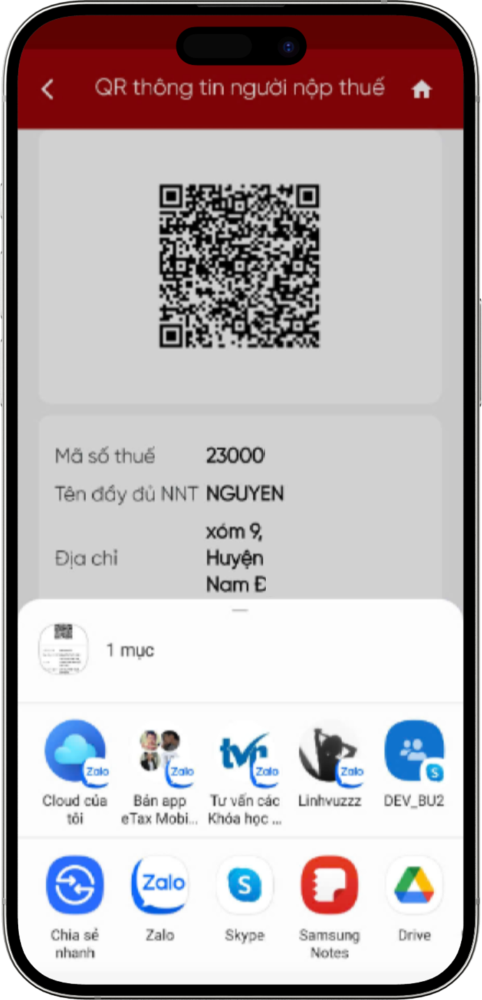 QR thông tin người nộp thuế
Mã số thuế 23000
Tên đầy đủ NNT NGUYEN
Địa chỉ xóm 9,
Huyện
Nam Đ
1 mục
Zalo Zalo Zalo Zalo
Cloud của tôi
Bán app eTax Mobi...
Tư vấn các Khóa học ...
Linhvuzzz
DEV_BU2
tvr
Zalo
Chia sẻ nhanh
Zalo
Skype
Samsung Notes
Drive